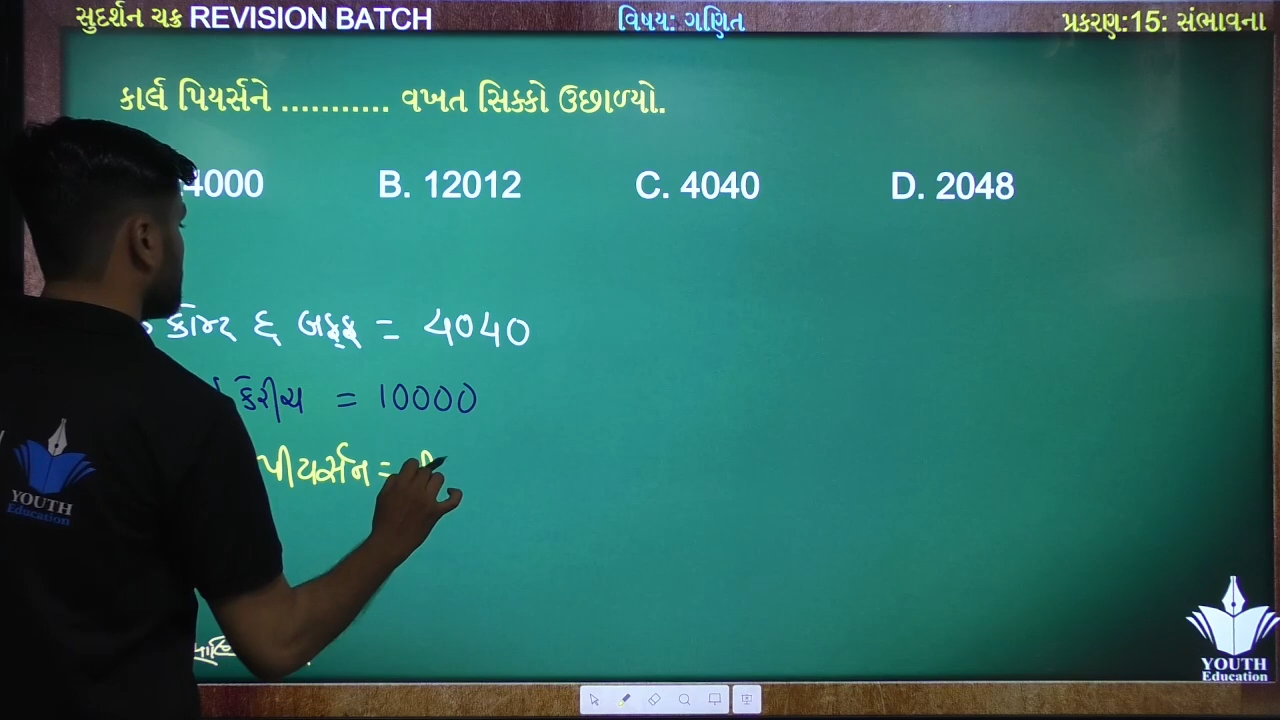 સુદર્શન ચક્ર REVISION BATCH
વિષય: ગણિત
પ્રકરણ:15: સંભાવના
કાર્લ પિયર્સને ........... વખત સિક્કો ઉછાળ્યો.
4000 B. 12012 C. 4040 D. 2048
કોમ્ટ દ બફૂફ = 4040
કેરીચ = 10000
પીયર્સન =
YOUTH
Education
YOUTH
Education